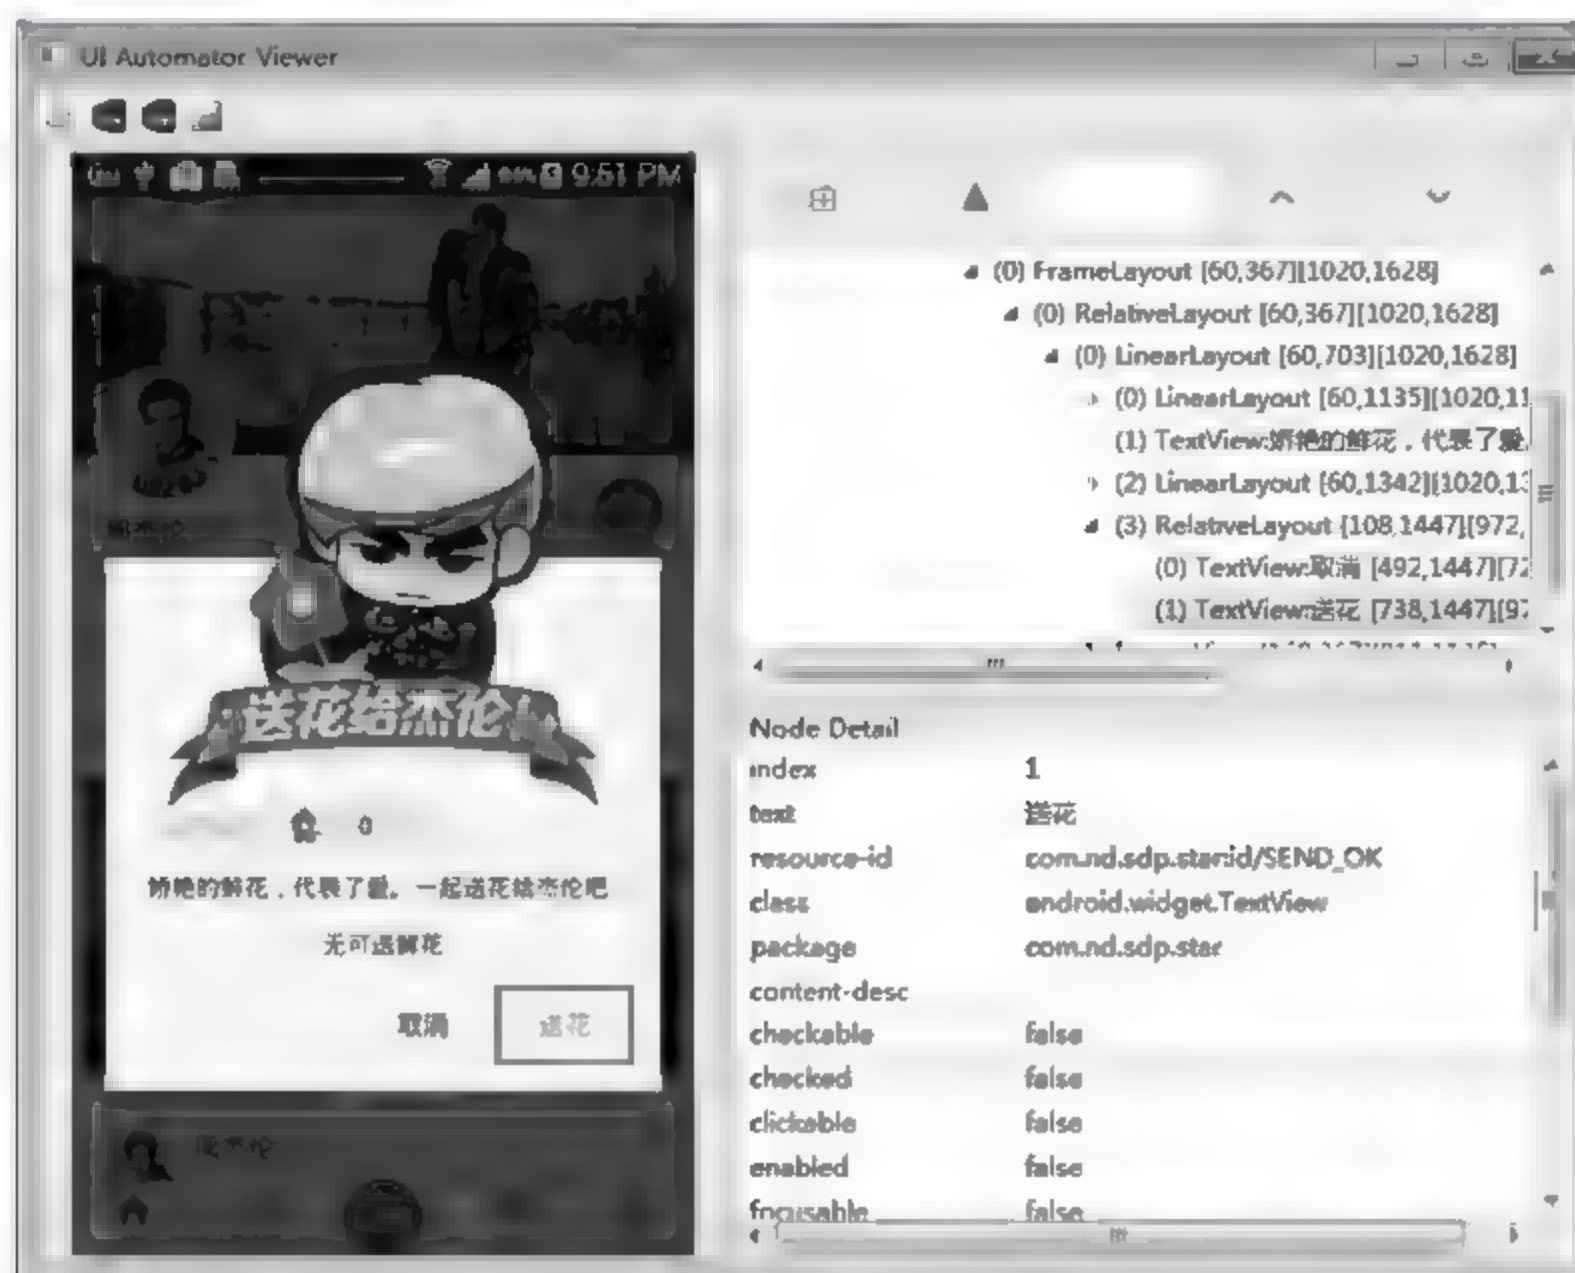 UI Automator Viewer
9:51 PM
送花给杰伦
0
娇艳的鲜花，代表了爱。一起送花给杰伦吧
无可送鲜花
取消
送花
周杰伦
(0) FrameLayout [60,367][1020,1628]
(0) RelativeLayout [60,367][1020,1628]
(0) LinearLayout [60,703][1020,1628]
(0) LinearLayout [60,1135][1020,11
(1) TextView:娇艳的鲜花，代表了爱
(2) LinearLayout [60,1342][1020,13
(3) RelativeLayout [108,1447][972,
(0) TextView:取消 [492,1447][72
(1) TextView:送花 [738,1447][97
Node Detail
index 1
text 送花
resource-id com.nd.sdp.star:id/SEND_OK
class android.widget.TextView
package com.nd.sdp.star
content-desc
checkable false
checked false
clickable false
enabled false
focusable false